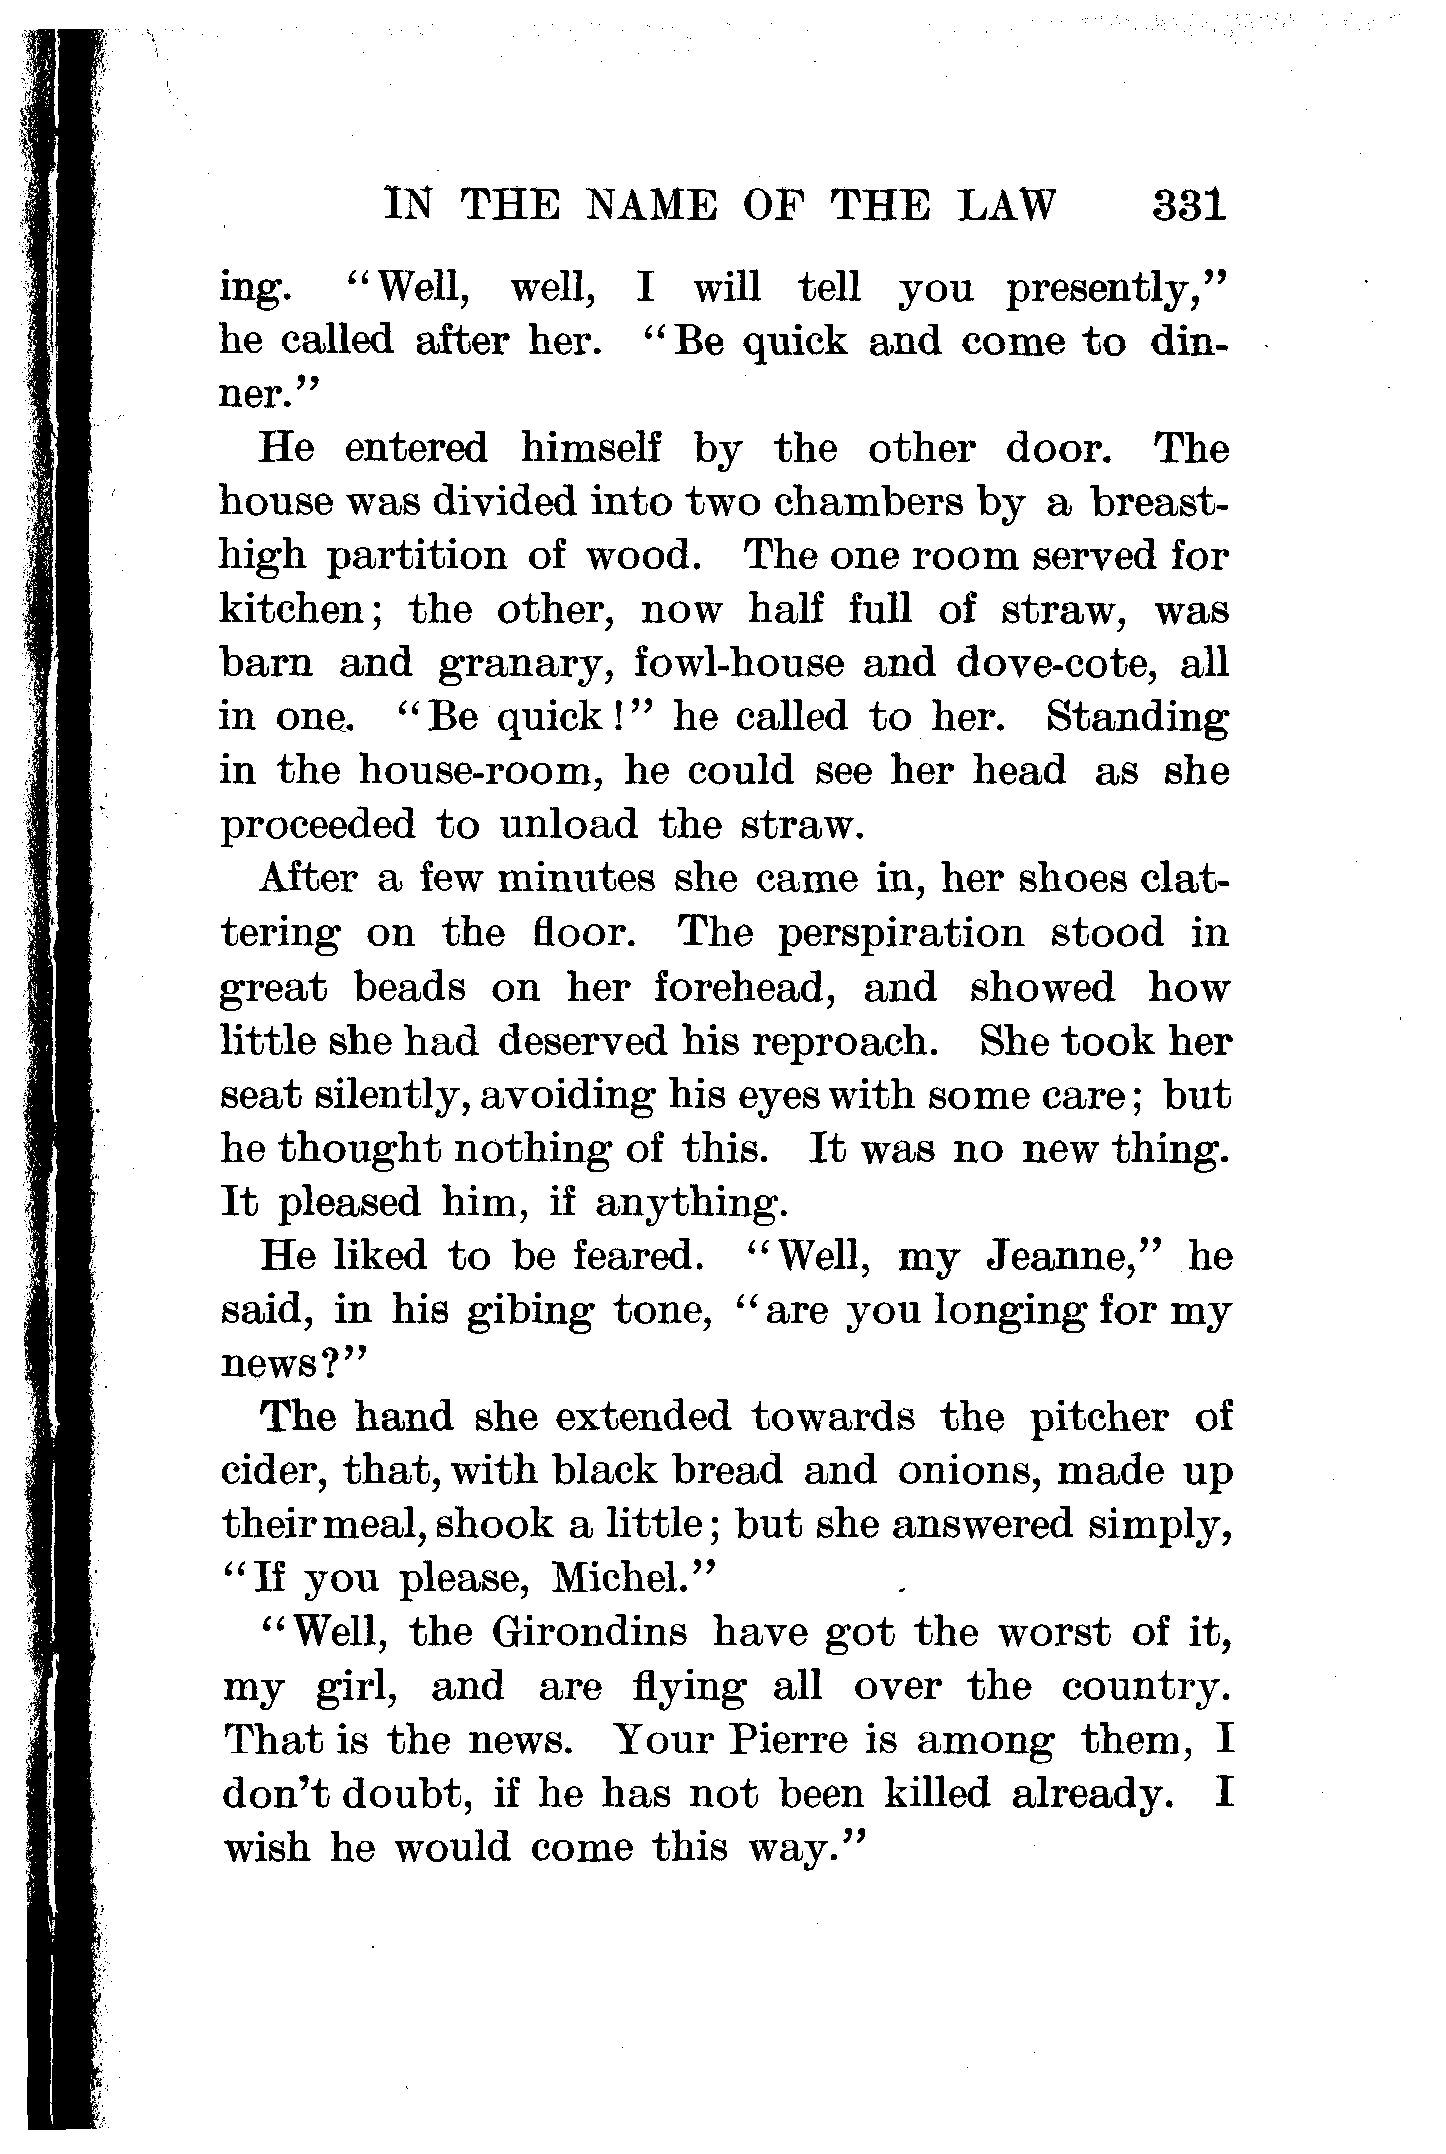 IN THE NAME OF THE LAW 331
ing. "Well, well, I will tell you presently,"
he called after her. "Be quick and come to din-
ner."
He entered himself by the other door. The
house was divided into two chambers by a breast-
high partition of wood. The one room served for
kitchen; the other, now half full of straw, was
barn and granary, fowl-house and dove-cote, all
in one. "Be quick!" he called to her. Standing
in the house-room, he could see her head as she
proceeded to unload the straw.
After a few minutes she came in, her shoes clat-
tering on the floor. The perspiration stood in
great beads on her forehead, and showed how
little she had deserved his reproach. She took her
seat silently, avoiding his eyes with some care; but
he thought nothing of this. It was no new thing.
It pleased him, if anything.
He liked to be feared. "Well, my Jeanne," he
said, in his gibing tone, "are you longing for my
news?"
The hand she extended towards the pitcher of
cider, that, with black bread and onions, made up
their meal, shook a little; but she answered simply,
"If you please, Michel."
"Well, the Girondins have got the worst of it,
my girl, and are flying all over the country.
That is the news. Your Pierre is among them, I
don't doubt, if he has not been killed already. I
wish he would come this way."